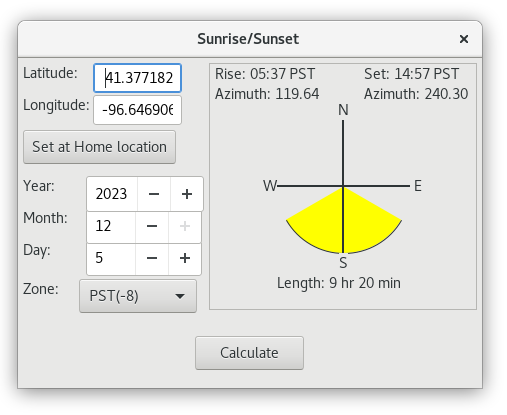 Sunrise/Sunset ×
Latitude: 41.377182
Longitude: -96.646906
Set at Home location
Year: 2023 − +
Month: 12 − +
Day: 5 − +
Zone: PST(-8)
Rise: 05:37 PST Set: 14:57 PST
Azimuth: 119.64 Azimuth: 240.30
N
W E
S
Length: 9 hr 20 min
Calculate